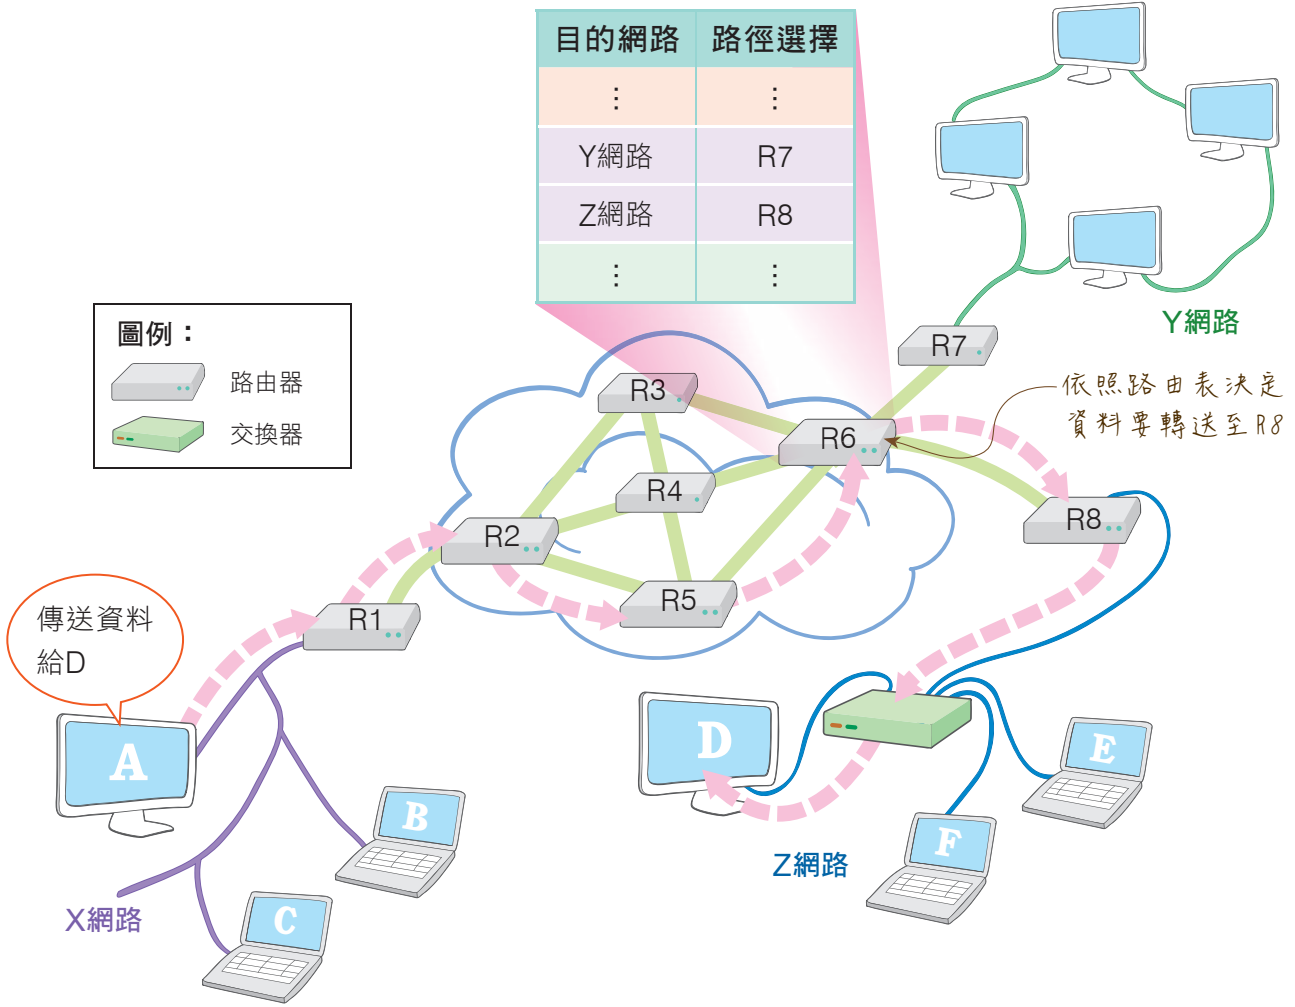 目的網路 路徑選擇
⋮ ⋮
Y網路 R7
Z網路 R8
⋮ ⋮
Y網路
圖例：
路由器
交換器
R7
R3
依照路由表決定
資料要轉送至R8
R6
R4
R8
R2
R5
R1
傳送資料
給D
A
D
E
B
F
Z網路
C
X網路